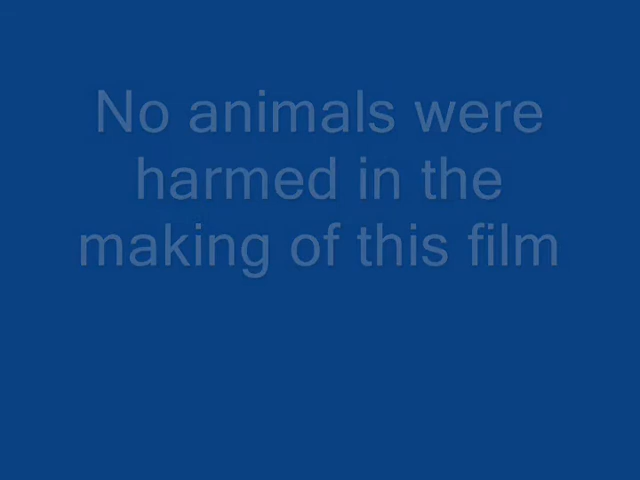 No animals were
harmed in the
making of this film